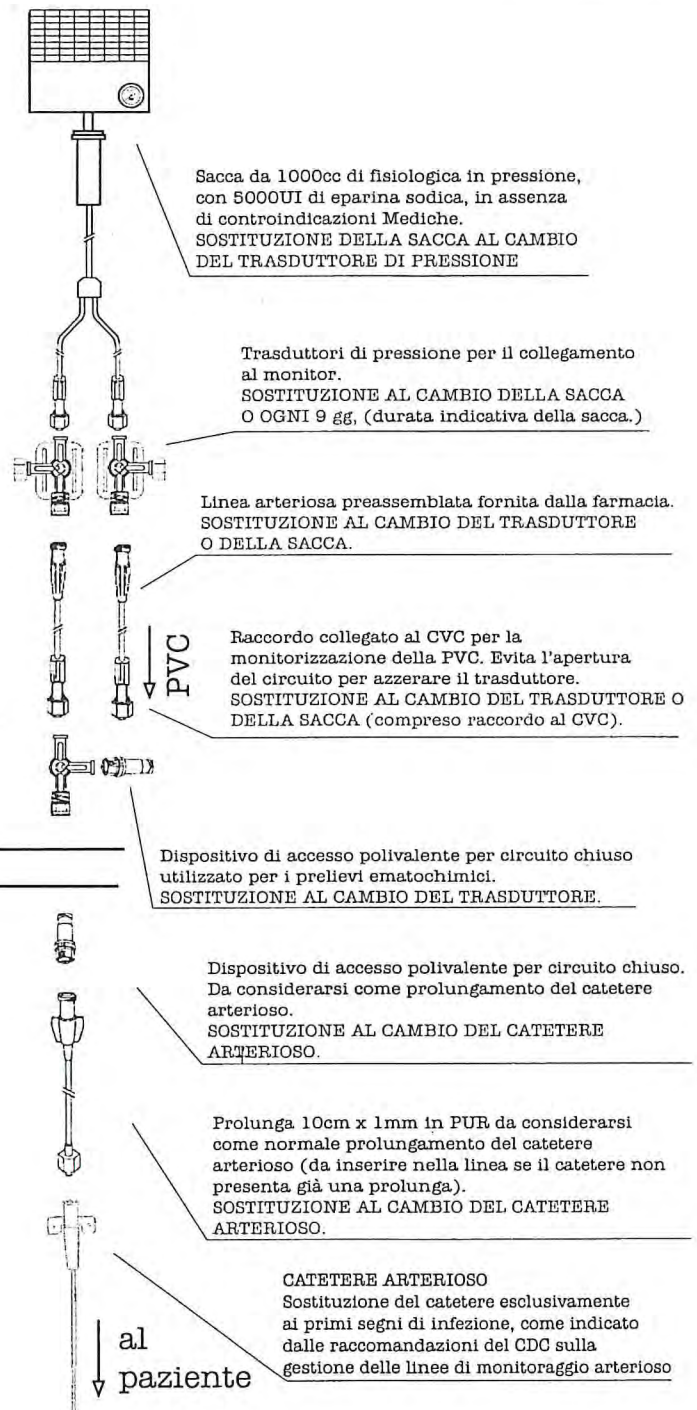 Sacca da 1000cc di fisiologica in pressione,
con 5000UI di eparina sodica, in assenza
di controindicazioni Mediche.
SOSTITUZIONE DELLA SACCA AL CAMBIO
DEL TRASDUTTORE DI PRESSIONE
Trasduttori di pressione per il collegamento
al monitor.
SOSTITUZIONE AL CAMBIO DELLA SACCA
O OGNI 9 gg, (durata indicativa della sacca.)
Linea arteriosa preassemblata fornita dalla farmacia.
SOSTITUZIONE AL CAMBIO DEL TRASDUTTORE
O DELLA SACCA.
PVC
Raccordo collegato al CVC per la
monitorizzazione della PVC. Evita l'apertura
del circuito per azzerare il trasduttore.
SOSTITUZIONE AL CAMBIO DEL TRASDUTTORE O
DELLA SACCA (compreso raccordo al CVC).
Dispositivo di accesso polivalente per circuito chiuso
utilizzato per i prelievi ematochimici.
SOSTITUZIONE AL CAMBIO DEL TRASDUTTORE.
Dispositivo di accesso polivalente per circuito chiuso.
Da considerarsi come prolungamento del catetere
arterioso.
SOSTITUZIONE AL CAMBIO DEL CATETERE
ARTERIOSO.
Prolunga 10cm x 1mm in PUR da considerarsi
come normale prolungamento del catetere
arterioso (da inserire nella linea se il catetere non
presenta già una prolunga).
SOSTITUZIONE AL CAMBIO DEL CATETERE
ARTERIOSO.
CATETERE ARTERIOSO
Sostituzione del catetere esclusivamente
ai primi segni di infezione, come indicato
dalle raccomandazioni del CDC sulla
gestione delle linee di monitoraggio arterioso
al
paziente